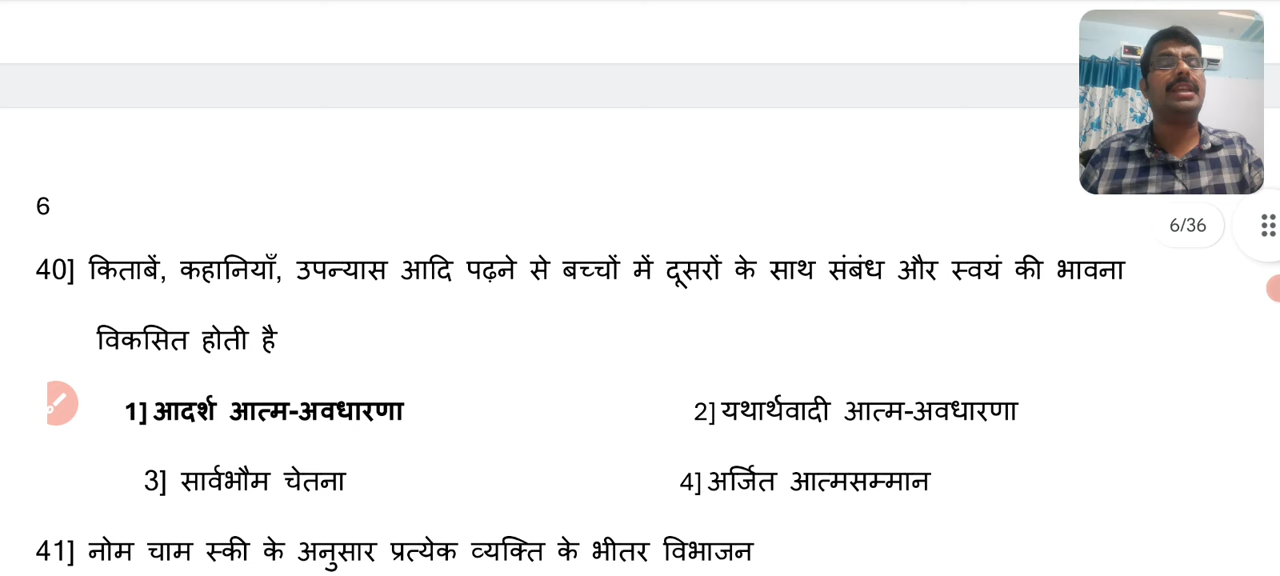 6
6/36
40] किताबें, कहानियाँ, उपन्यास आदि पढ़ने से बच्चों में दूसरों के साथ संबंध और स्वयं की भावना
विकसित होती है
1] आदर्श आत्म-अवधारणा 2] यथार्थवादी आत्म-अवधारणा
3] सार्वभौम चेतना 4] अर्जित आत्मसम्मान
41] नोम चाम स्की के अनुसार प्रत्येक व्यक्ति के भीतर विभाजन